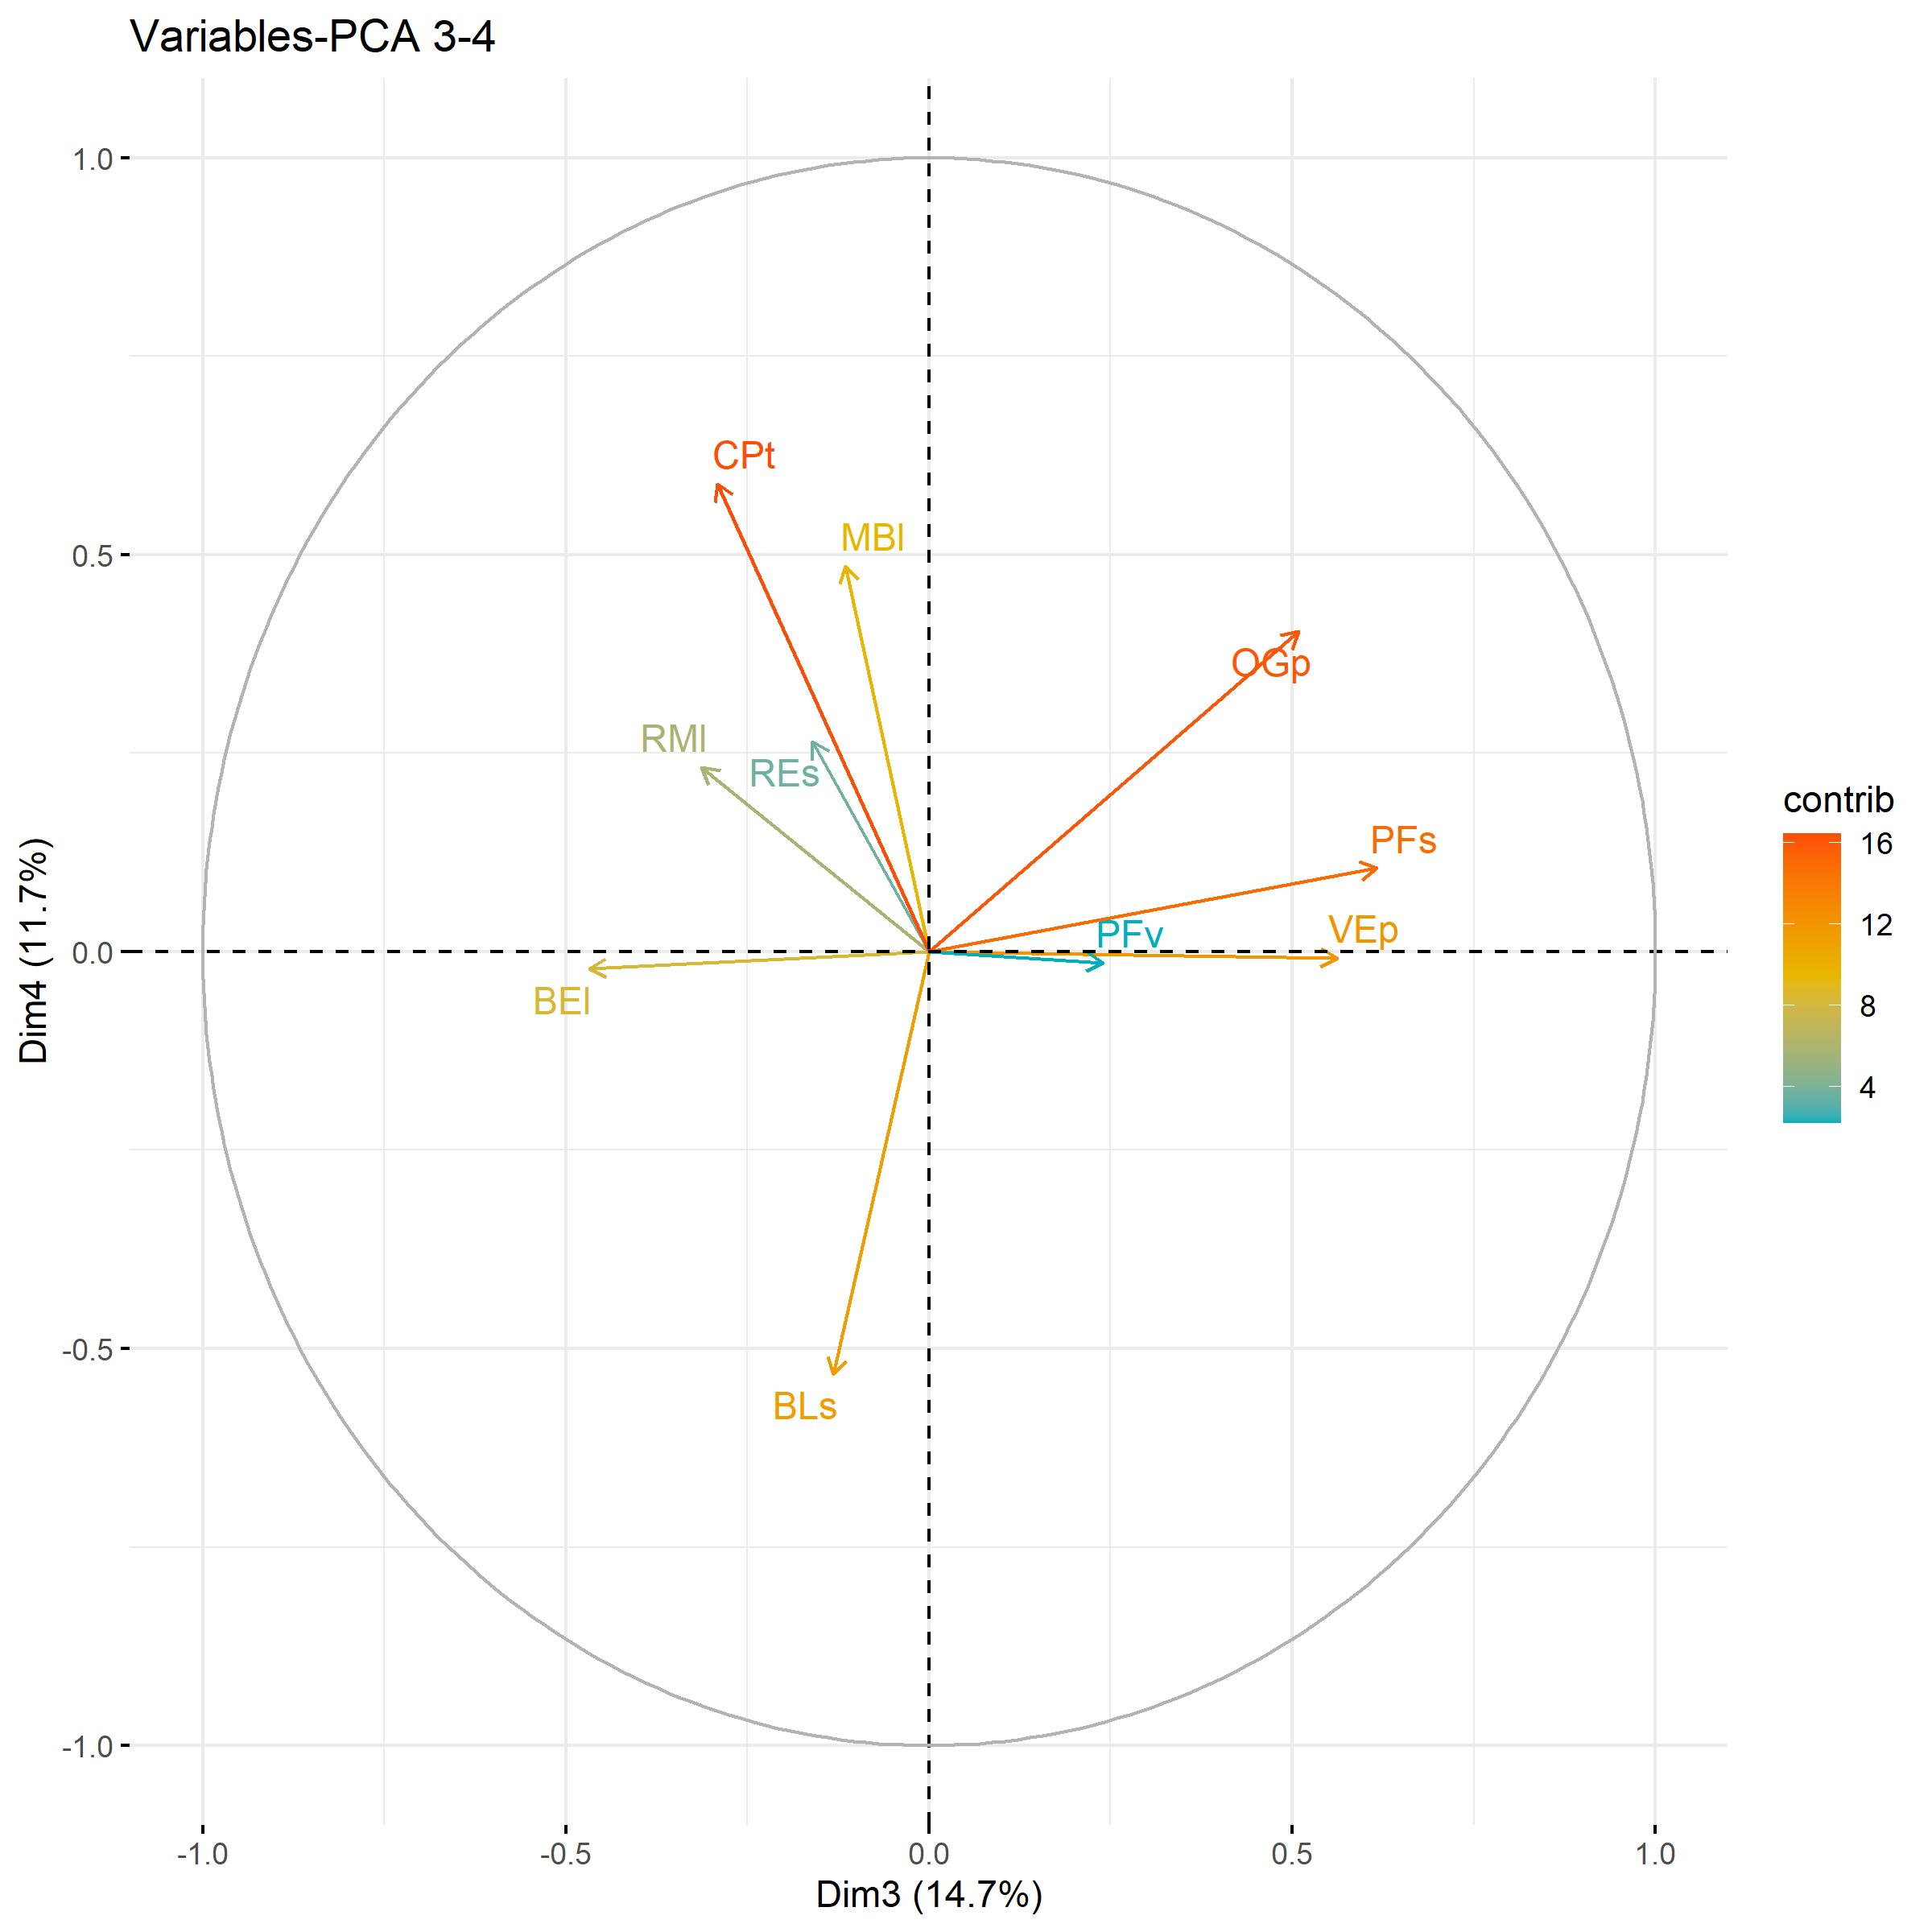 Variables-PCA 3-4
1.0
0.5
0.0
-0.5
-1.0
Dim4 (11.7%)
CPt
MBl
OGp
RMl
REs
PFs
PFv
VEp
BEl
BLs
-1.0
-0.5
0.0
0.5
1.0
Dim3 (14.7%)
contrib
16
12
8
4